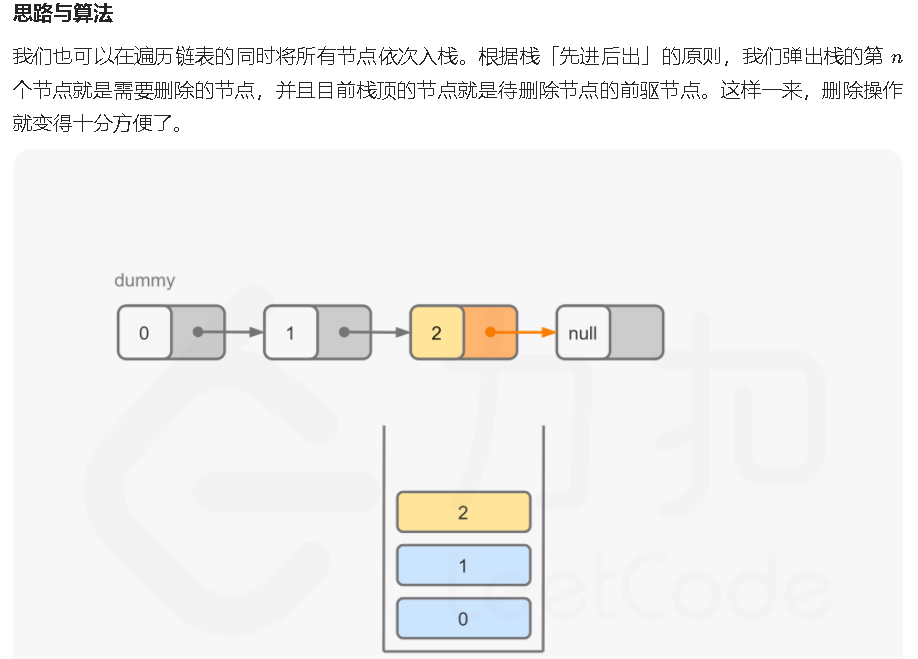 思路与算法
我们也可以在遍历链表的同时将所有节点依次入栈。根据栈「先进后出」的原则，我们弹出栈的第 n
个节点就是需要删除的节点，并且目前栈顶的节点就是待删除节点的前驱节点。这样一来，删除操作
就变得十分方便了。
dummy
0 1 2 null
力扣
2
1
LeetCode
0